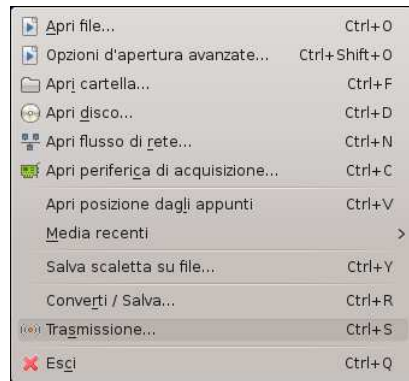 Apri file... Ctrl+O
Opzioni d'apertura avanzate... Ctrl+Shift+O
Apri cartella... Ctrl+F
Apri disco... Ctrl+D
Apri flusso di rete... Ctrl+N
Apri periferica di acquisizione... Ctrl+C
Apri posizione dagli appunti Ctrl+V
Media recenti >
Salva scaletta su file... Ctrl+Y
Converti / Salva... Ctrl+R
Trasmissione... Ctrl+S
Esci Ctrl+Q